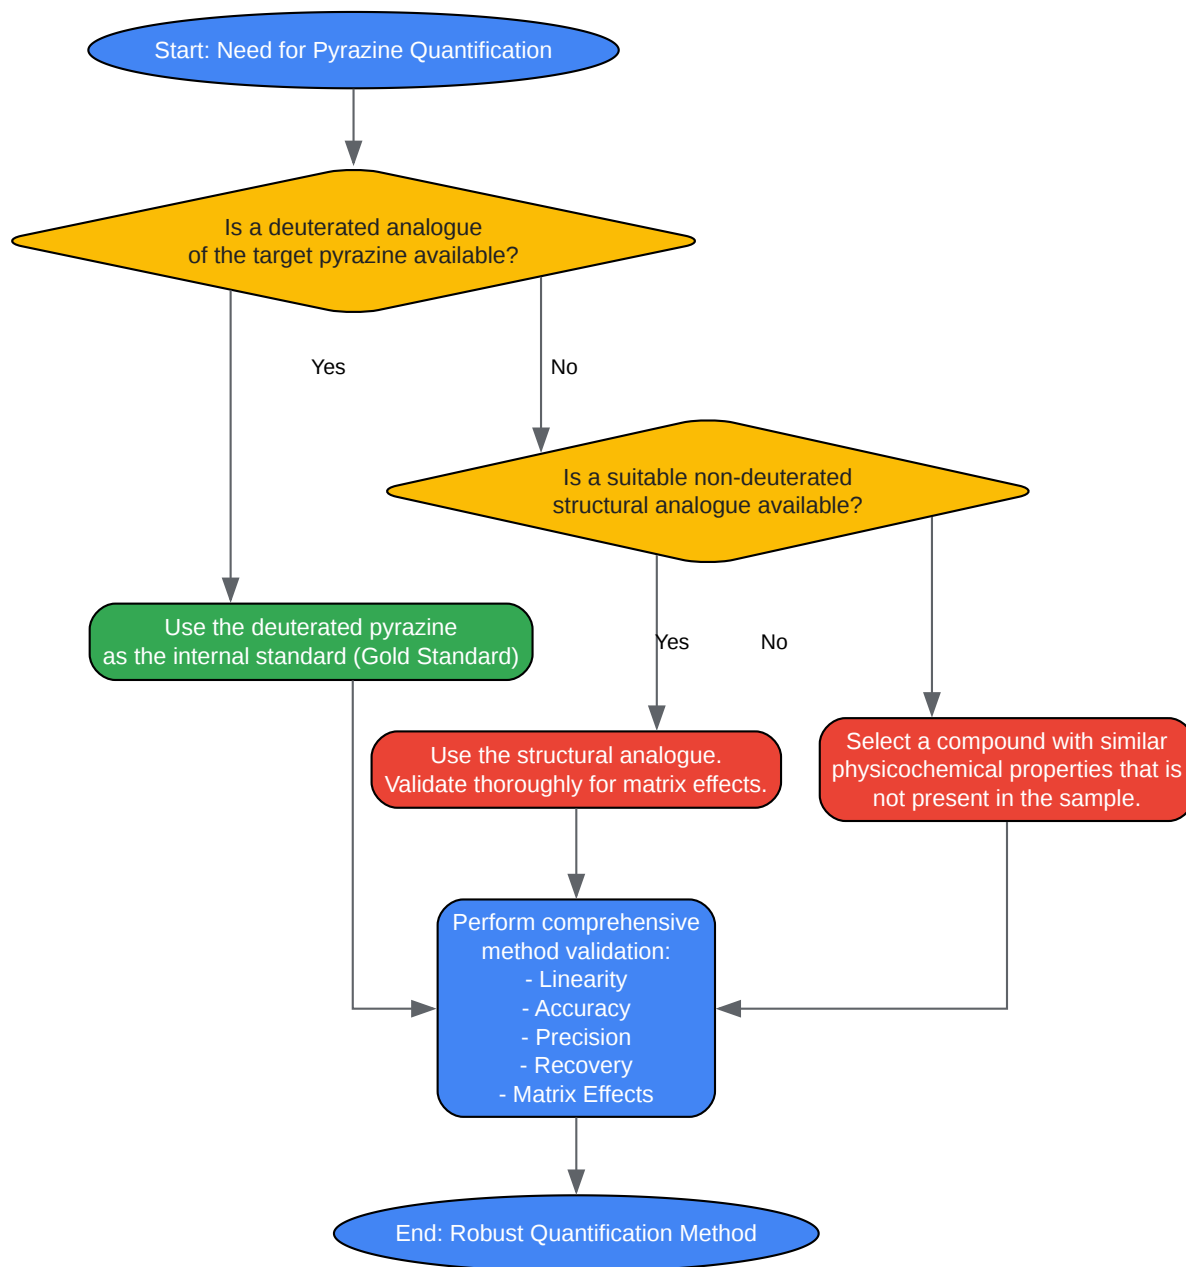 Start: Need for Pyrazine Quantification
Is a deuterated analogue
of the target pyrazine available?
Yes
No
Is a suitable non-deuterated
structural analogue available?
Use the deuterated pyrazine
as the internal standard (Gold Standard)
Yes
No
Use the structural analogue.
Validate thoroughly for matrix effects.
Select a compound with similar
physicochemical properties that is
not present in the sample.
Perform comprehensive
method validation:
- Linearity
- Accuracy
- Precision
- Recovery
- Matrix Effects
End: Robust Quantification Method